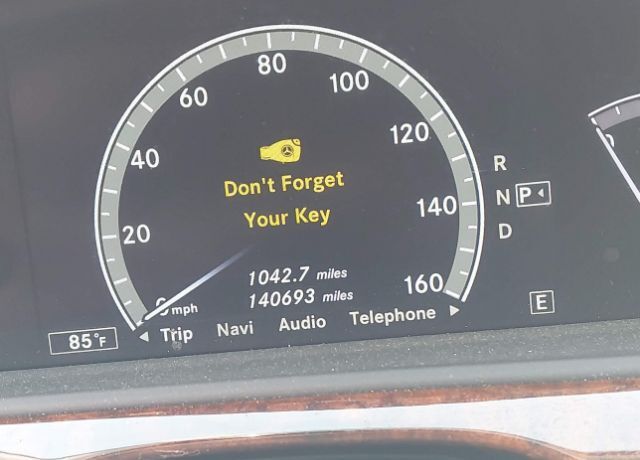 80
60
100
40
120
20
140
0 mph
160
Don't Forget
Your Key
1042.7 miles
140693 miles
◂ Trip Navi Audio Telephone ▸
R
N P ◂
D
E
85°F